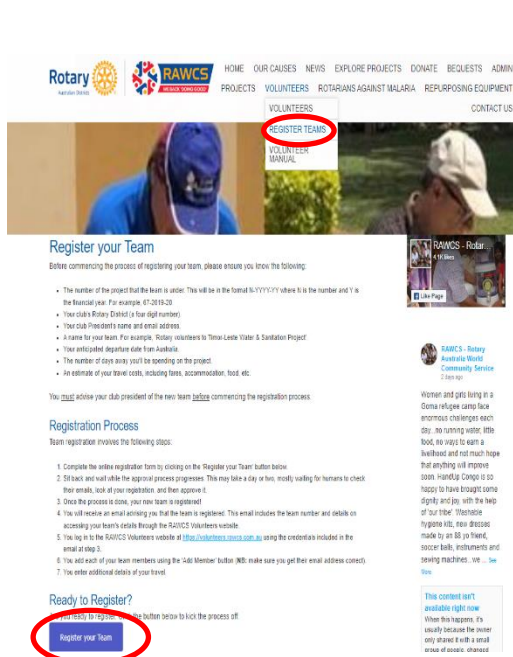 Rotary
RAWCS
HOME OUR CAUSES NEWS EXPLORE PROJECTS DONATE BEQUESTS ADMIN
PROJECTS VOLUNTEERS ROTARIANS AGAINST MALARIA REPURPOSING EQUIPMENT
VOLUNTEERS
CONTACT US
REGISTER TEAMS
VOLUNTEER
MANUAL
Register your Team
Before commencing the process of registering your team, please ensure you know the following:
• The number of the project that the team is under. This will be in the format N-YYYY-YY where N is the number and Y is
the financial year. For example, 67-2019-20
• Your club's Rotary District (a four digit number)
• Your club President's name and email address.
• A name for your team. For example, 'Rotary volunteers to Timor-Leste Water & Sanitation Project'
• Your anticipated departure date from Australia.
• The number of days away you'll be spending on the project.
• An estimate of your travel costs, including fares, accommodation, food, etc.
You must advise your club president of the new team before commencing the registration process.
Registration Process
Team registration involves the following steps:
1. Complete the online registration form by clicking on the 'Register your Team' button below.
2. Sit back and wait while the approval process progresses. This may take a day or two, mostly waiting for humans to check
their emails, look at your registration, and then approve it.
3. Once the process is done, your new team is registered!
4. You will receive an email advising you that the team is registered. This email includes the team number and details on
accessing your team's details through the RAWCS Volunteers website.
5. You log in to the RAWCS Volunteers website at https://volunteers.rawcs.com.au using the credentials included in the
email at step 3.
6. You add each of your team members using the 'Add Member' button (NB: make sure you get their email address correct).
7. You enter additional details of your travel.
Ready to Register?
you ready to register the button below to kick the process off
Register your Team
RAWCS - Rotar...
4.1K likes
Like Page
RAWCS - Rotary
Australia World
Community Service
2 days ago
Women and girls living in a
Goma refugee camp face
enormous challenges each
day...no running water, little
food, no ways to earn a
livelihood and not much hope
that anything will improve
soon. HandUp Congo is so
happy to have brought some
dignity and joy, with the help
of 'our tribe'. Washable
hygiene kits, new dresses
made by an 88 yo friend,
soccer balls, instruments and
sewing machines...we ... See
More
This content isn't
available right now
When this happens, it's
usually because the owner
only shared it with a small
group of people, changed